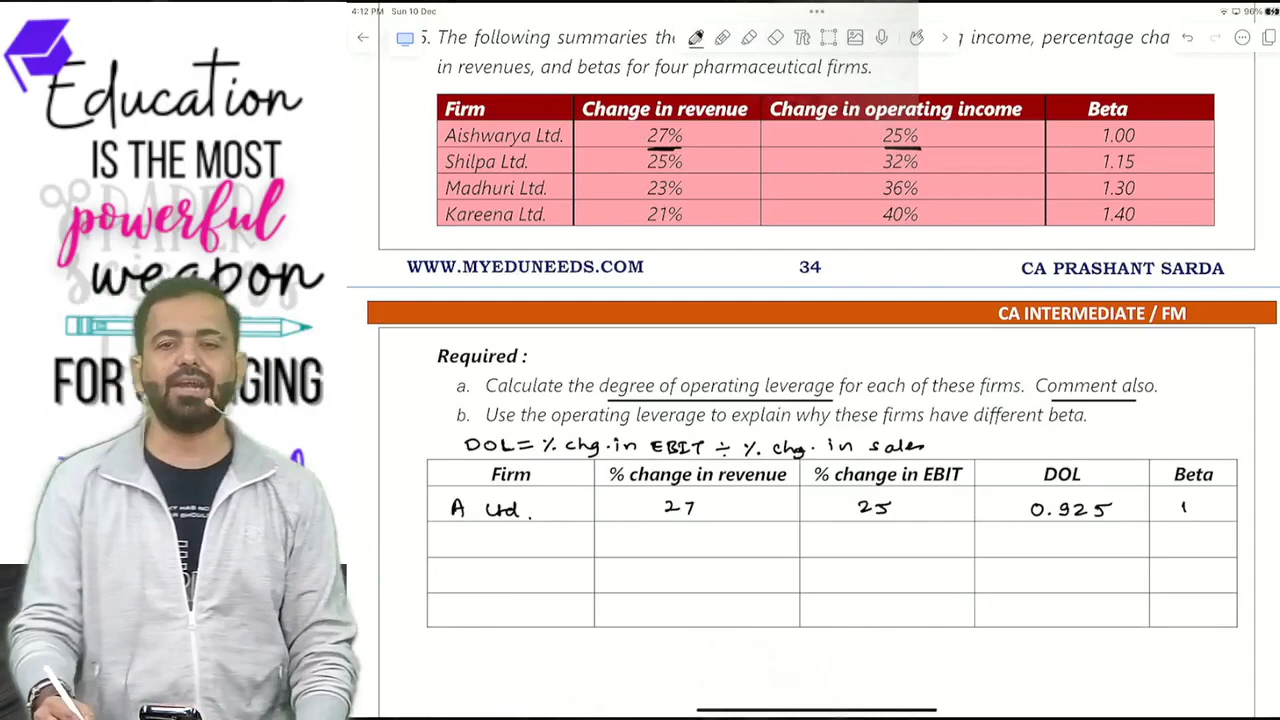 4:12 PM Sun 10 Dec
96%
Education
IS THE MOST
powerful
weapon
FOR
GING
5. The following summaries the
g income, percentage cha
in revenues, and betas for four pharmaceutical firms.
Firm Change in revenue Change in operating income Beta
Aishwarya Ltd. 27% 25% 1.00
Shilpa Ltd. 25% 32% 1.15
Madhuri Ltd. 23% 36% 1.30
Kareena Ltd. 21% 40% 1.40
WWW.MYEDUNEEDS.COM 34 CA PRASHANT SARDA
CA INTERMEDIATE / FM
Required :
a. Calculate the degree of operating leverage for each of these firms. Comment also.
b. Use the operating leverage to explain why these firms have different beta.
DOL = % chg. in EBIT ÷ % chg. in sales
Firm % change in revenue % change in EBIT DOL Beta
A Ltd. 27 25 0.925 1